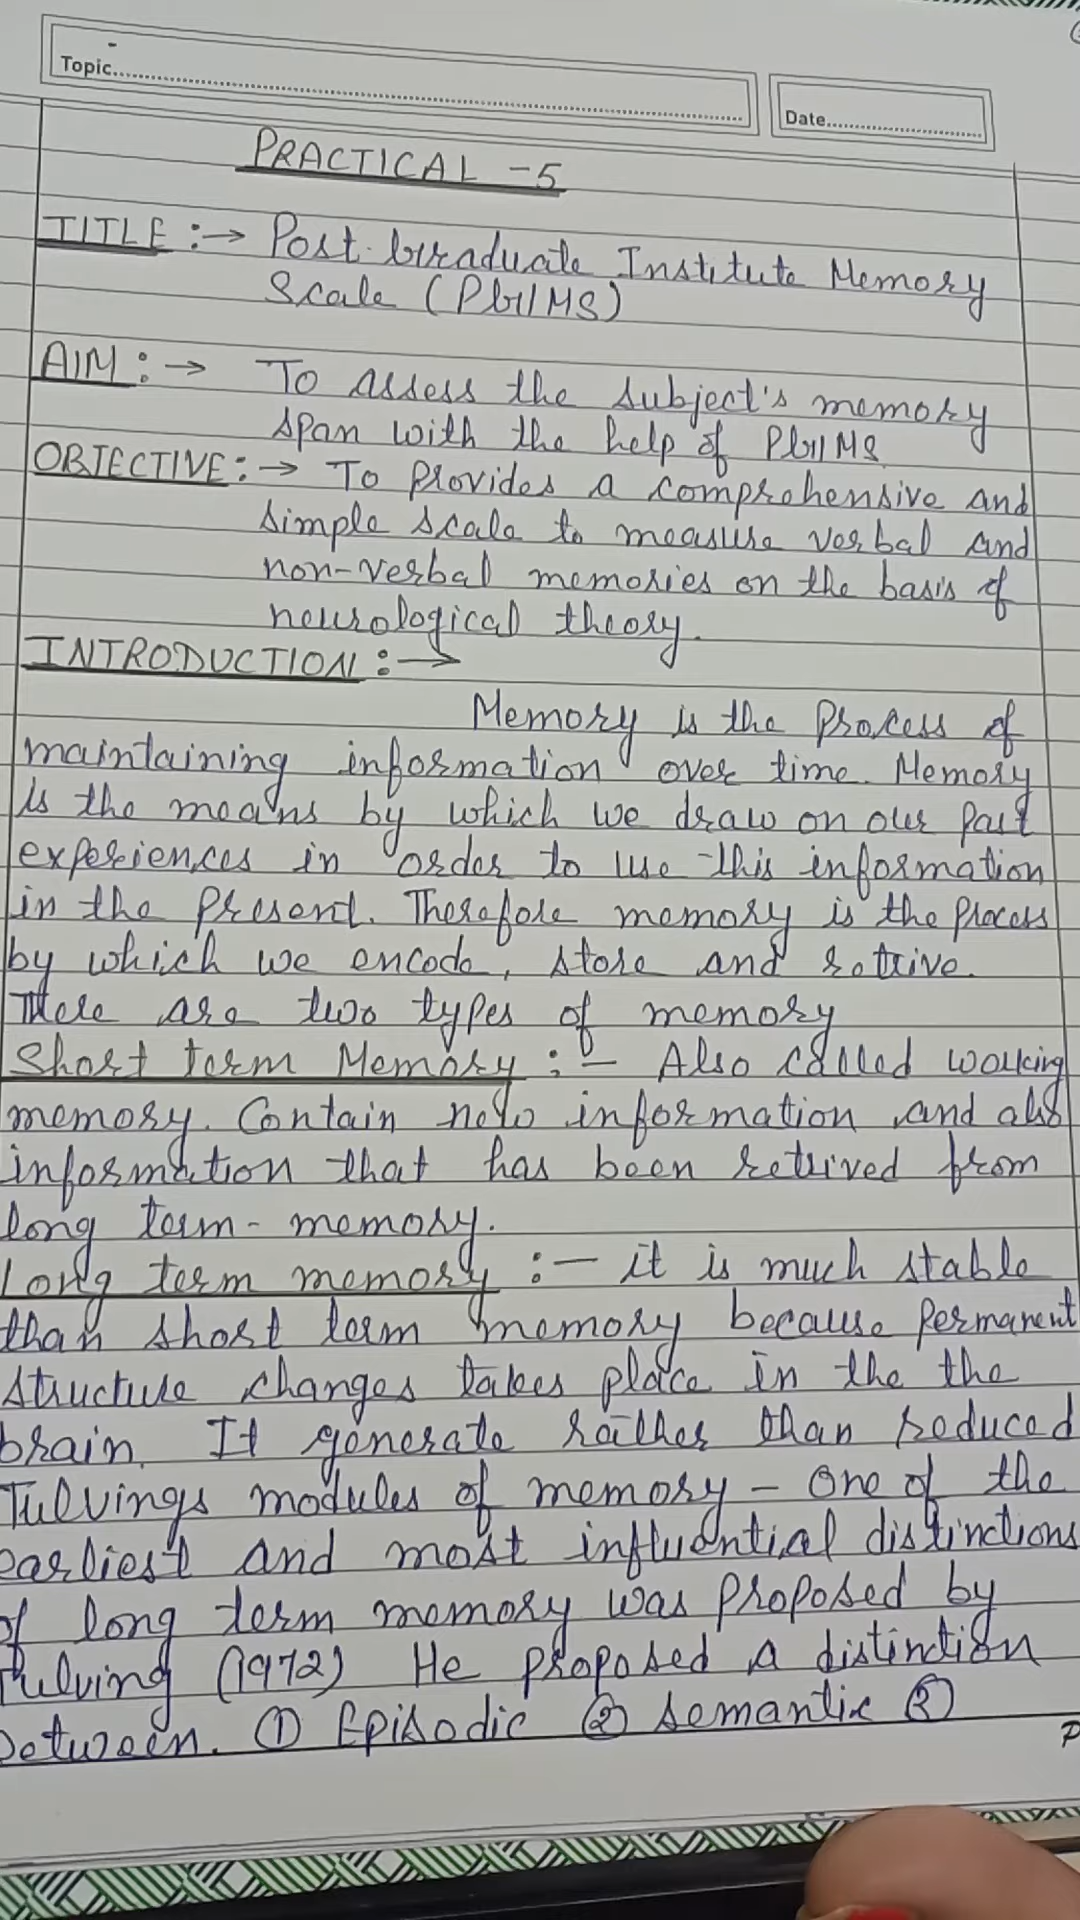 Topic
Date
PRACTICAL -5
TITLE :→ Post Graduate Institute Memory
Scale (PGIIMS)
AIM :→ To assess the subject's memory
span with the help of PGIIMS
OBJECTIVE :→ To Provides a comprehensive and
simple scale to measure verbal and
non-verbal memories on the basis of
neurological theory.
INTRODUCTION :→
Memory is the Process of
maintaining information over time. Memory
is the means by which we draw on our past
experiences in order to use this information
in the Present. Therefore memory is the process
by which we encode, store and retrive.
There are two types of memory
Short term Memory :- Also called working
memory. Contain new information and also
information that has been retrived from
long term-memory.
Long term memory :- it is much stable
than short term memory because Permanent
structure changes takes place in the the
brain. It generate rather than reduced
Tulvings modules of memory - One of the
earliest and most influential distinctions
of long term memory was proposed by
Tulving (1972) He proposed a distinction
between. ① Episodic ② semantic ③
P